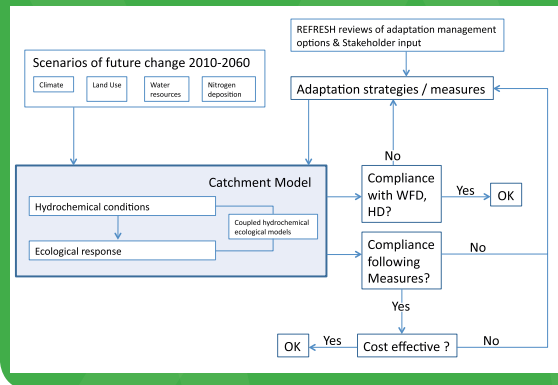 REFRESH reviews of adaptation management
options & Stakeholder input
Scenarios of future change 2010-2060
Climate
Land Use
Water
resources
Nitrogen
deposition
Adaptation strategies / measures
No
Catchment Model
Compliance
with WFD,
HD?
Yes
OK
Hydrochemical conditions
Coupled hydrochemical
ecological models
Ecological response
Compliance
following
Measures?
No
Yes
OK
Yes
Cost effective ?
No